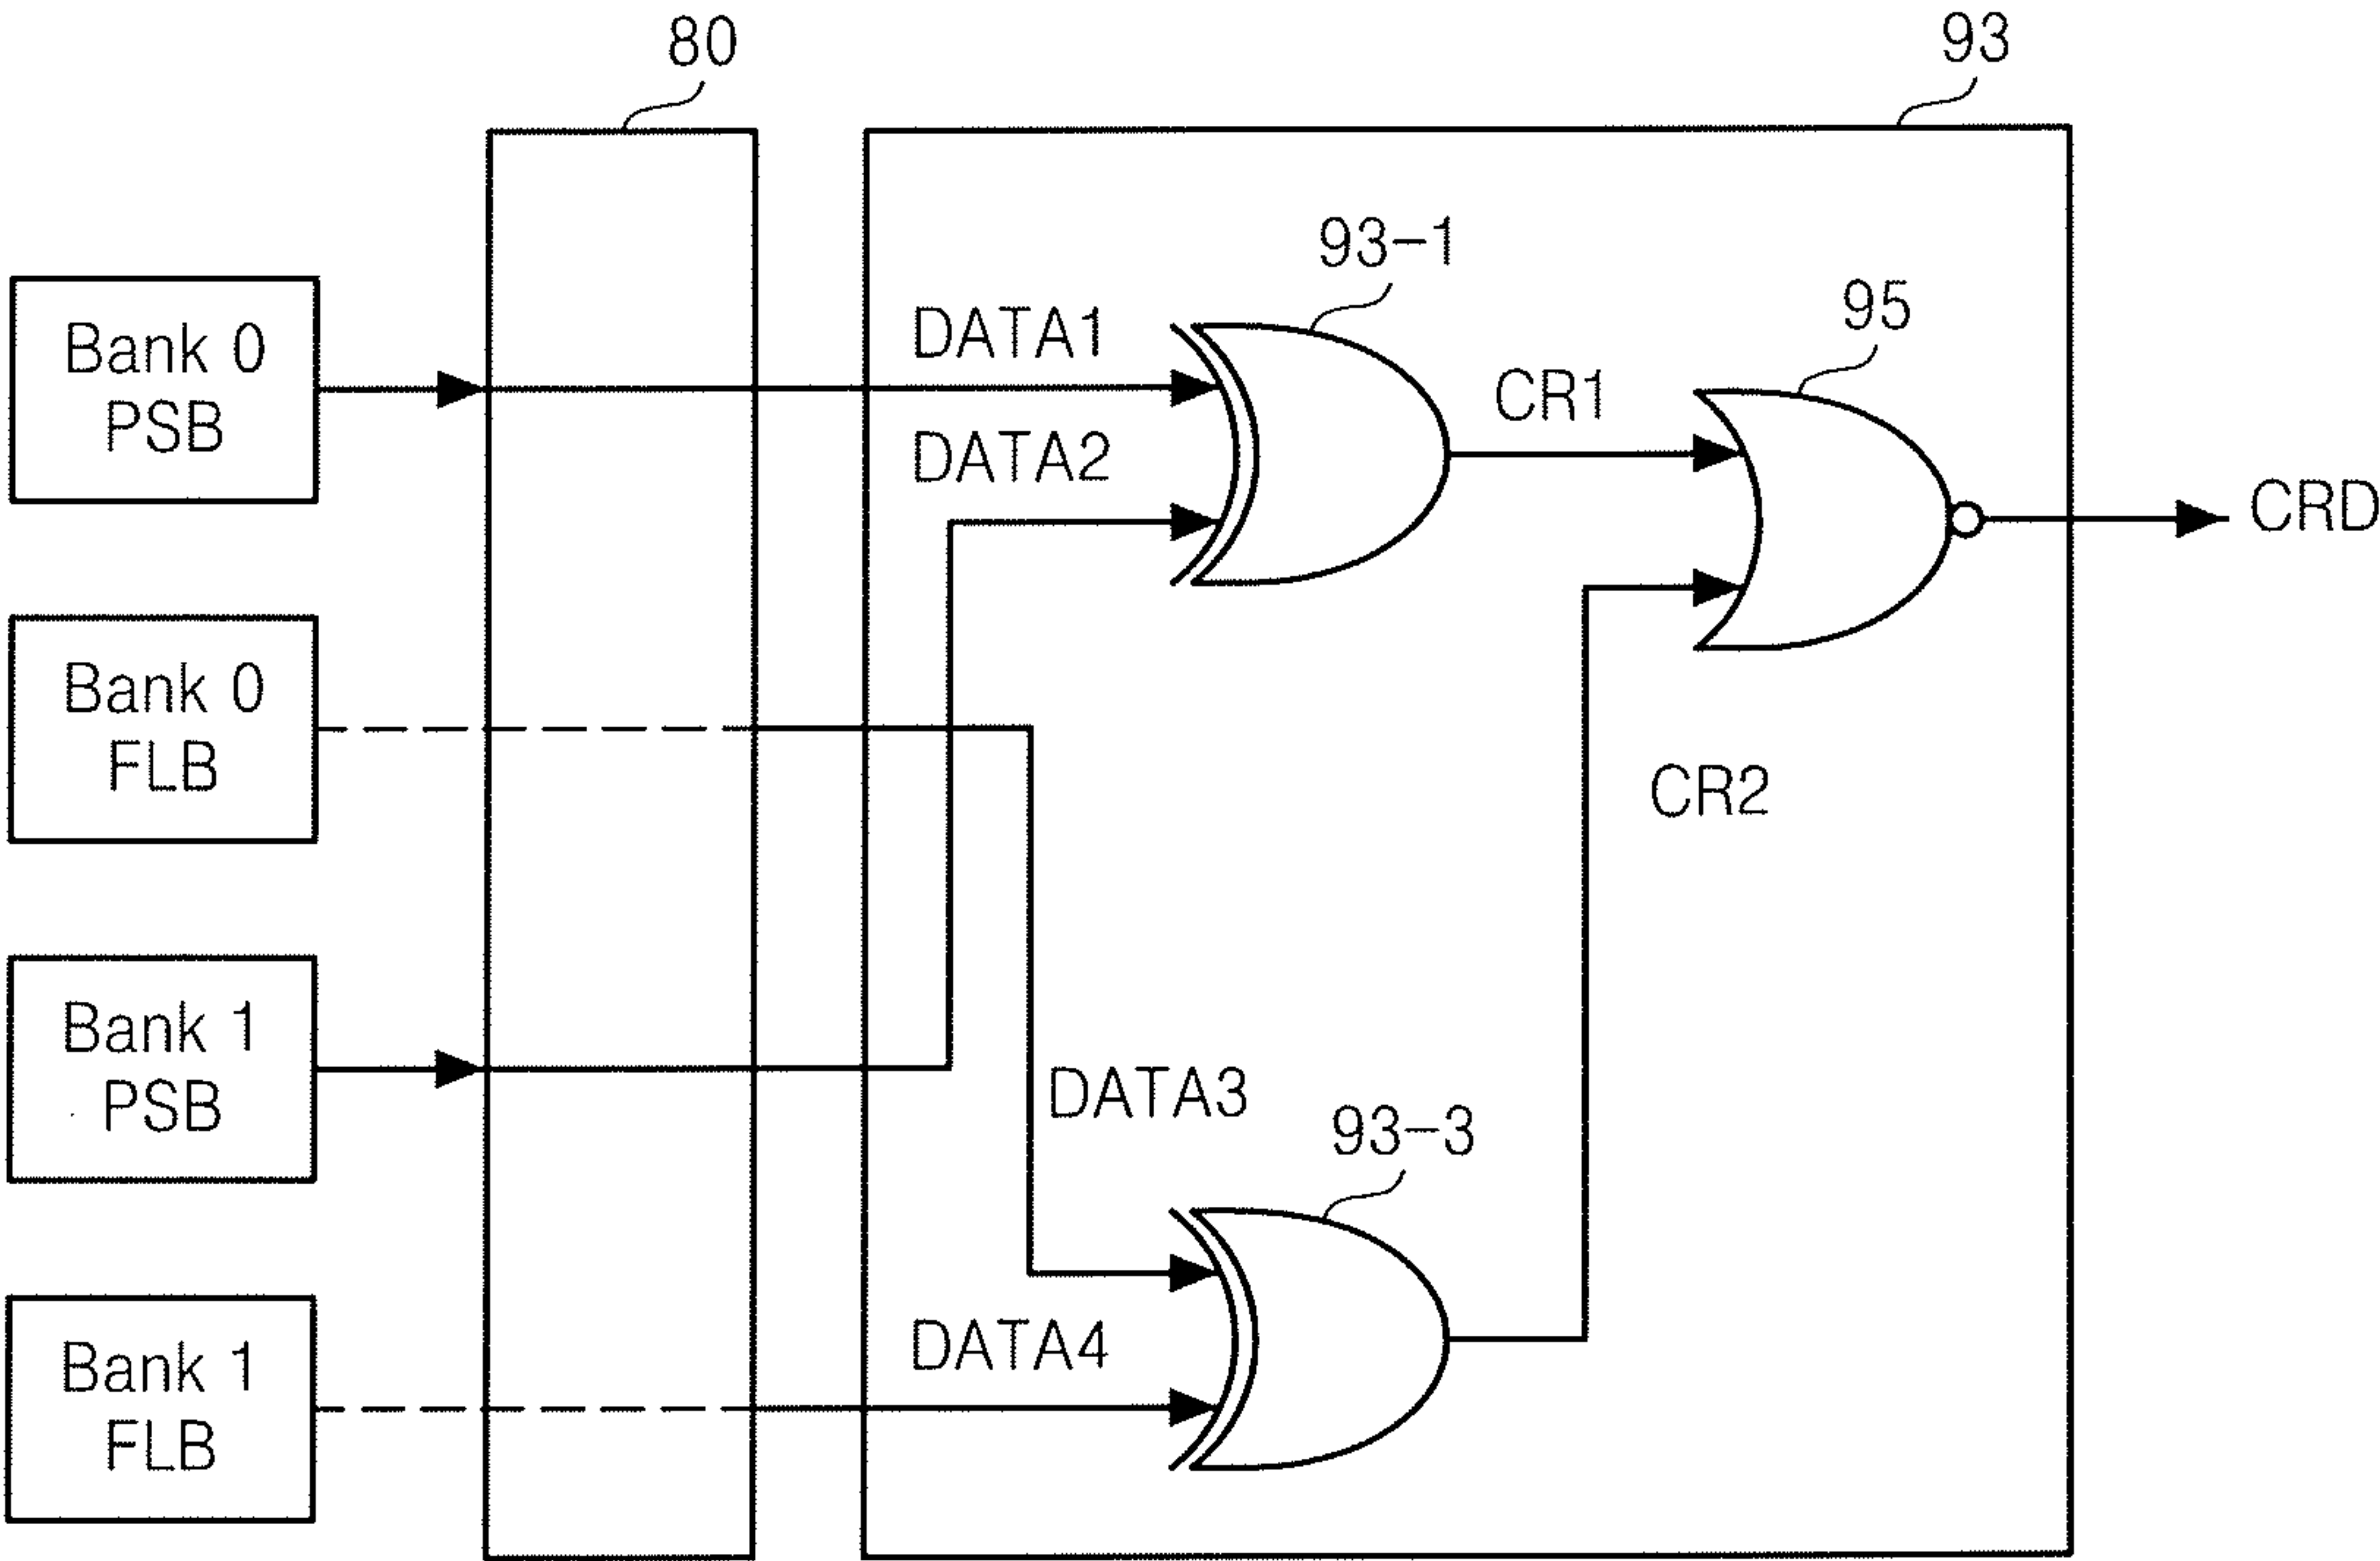 80
93
93-1
Bank 0
PSB
DATA1
95
CR1
DATA2
CRD
Bank 0
FLB
CR2
Bank 1
PSB
DATA3
93-3
Bank 1
FLB
DATA4